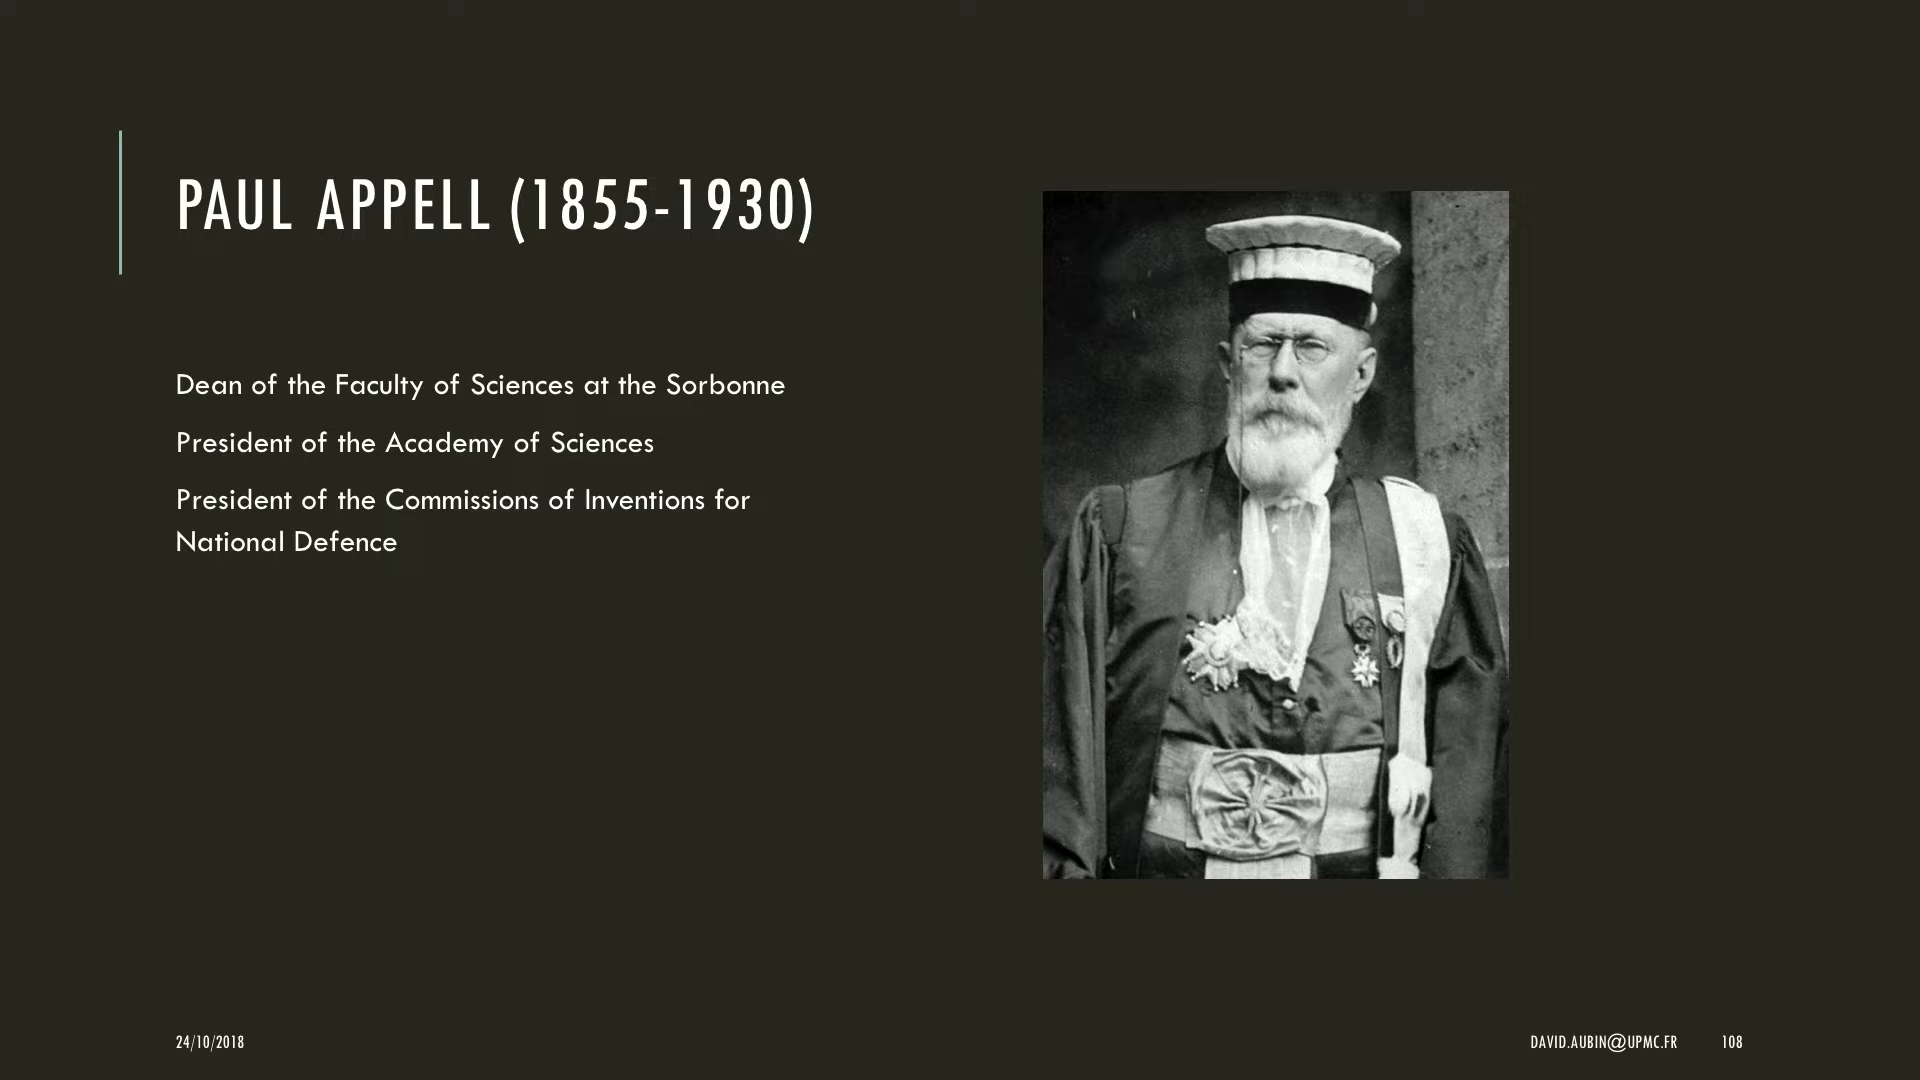 PAUL APPELL (1855-1930)
Dean of the Faculty of Sciences at the Sorbonne
President of the Academy of Sciences
President of the Commissions of Inventions for
National Defence
24/10/2018
DAVID.AUBIN@UPMC.FR
108